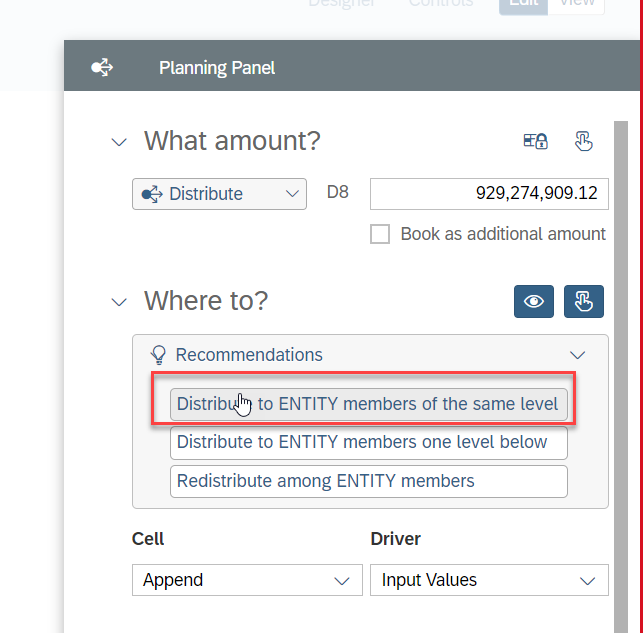 Designer Controls Edit View
Planning Panel
What amount?
Distribute D8 929,274,909.12
Book as additional amount
Where to?
Recommendations
Distribute to ENTITY members of the same level
Distribute to ENTITY members one level below
Redistribute among ENTITY members
Cell Driver
Append Input Values